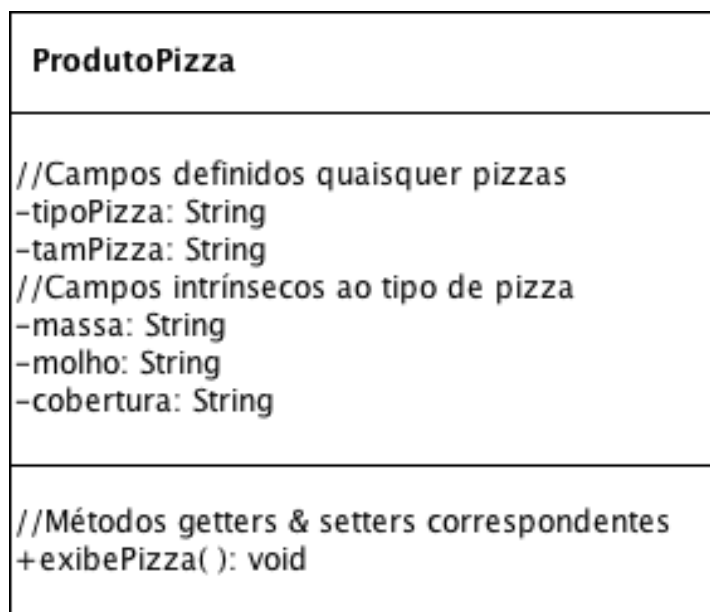 ProdutoPizza
//Campos definidos quaisquer pizzas
-tipoPizza: String
-tamPizza: String
//Campos intrínsecos ao tipo de pizza
-massa: String
-molho: String
-cobertura: String
//Métodos getters & setters correspondentes
+exibePizza( ): void